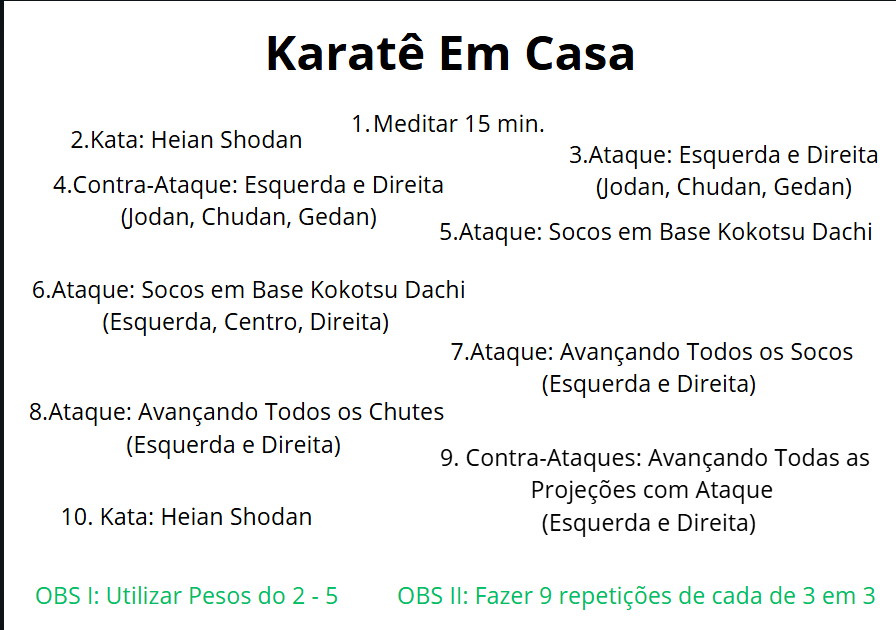 Karatê Em Casa
1.Meditar 15 min.
2.Kata: Heian Shodan
3.Ataque: Esquerda e Direita
(Jodan, Chudan, Gedan)
4.Contra-Ataque: Esquerda e Direita
(Jodan, Chudan, Gedan)
5.Ataque: Socos em Base Kokotsu Dachi
6.Ataque: Socos em Base Kokotsu Dachi
(Esquerda, Centro, Direita)
7.Ataque: Avançando Todos os Socos
(Esquerda e Direita)
8.Ataque: Avançando Todos os Chutes
(Esquerda e Direita)
9. Contra-Ataques: Avançando Todas as
Projeções com Ataque
(Esquerda e Direita)
10. Kata: Heian Shodan
OBS I: Utilizar Pesos do 2 - 5
OBS II: Fazer 9 repetições de cada de 3 em 3